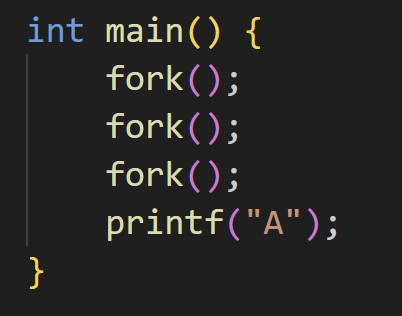 int main() {
    fork();
    fork();
    fork();
    printf("A");
}